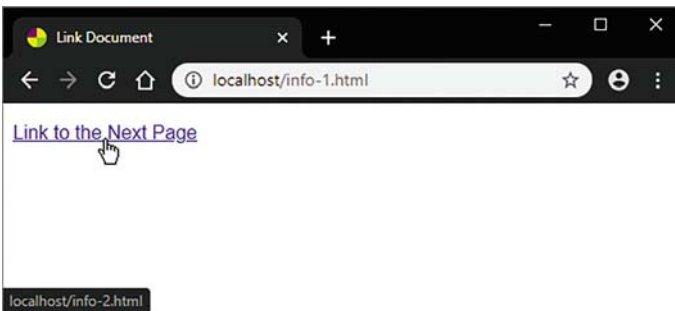 Link Document
localhost/info-1.html
Link to the Next Page
localhost/info-2.html